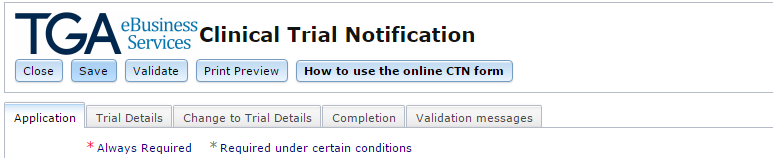 TGA eBusiness Services Clinical Trial Notification
Close Save Validate Print Preview How to use the online CTN form
Application Trial Details Change to Trial Details Completion Validation messages
* Always Required * Required under certain conditions